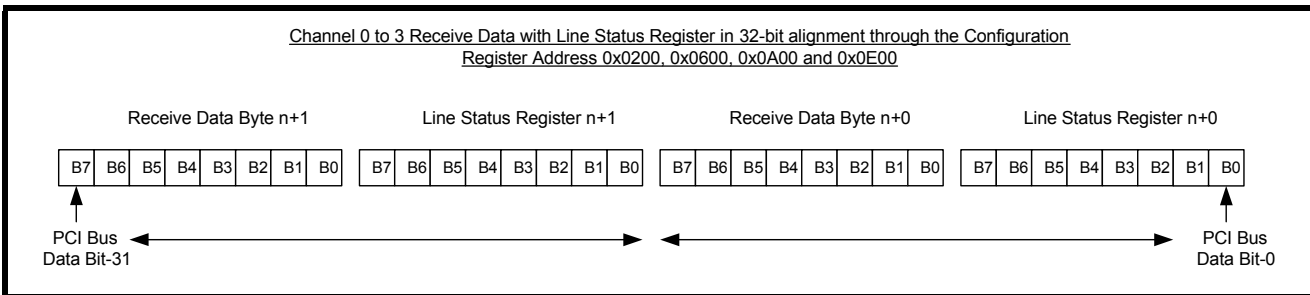 Channel 0 to 3 Receive Data with Line Status Register in 32-bit alignment through the Configuration
Register Address 0x0200, 0x0600, 0x0A00 and 0x0E00
Receive Data Byte n+1 Line Status Register n+1 Receive Data Byte n+0 Line Status Register n+0
B7 B6 B5 B4 B3 B2 B1 B0 B7 B6 B5 B4 B3 B2 B1 B0 B7 B6 B5 B4 B3 B2 B1 B0 B7 B6 B5 B4 B3 B2 B1 B0
PCI Bus PCI Bus
Data Bit-31 Data Bit-0